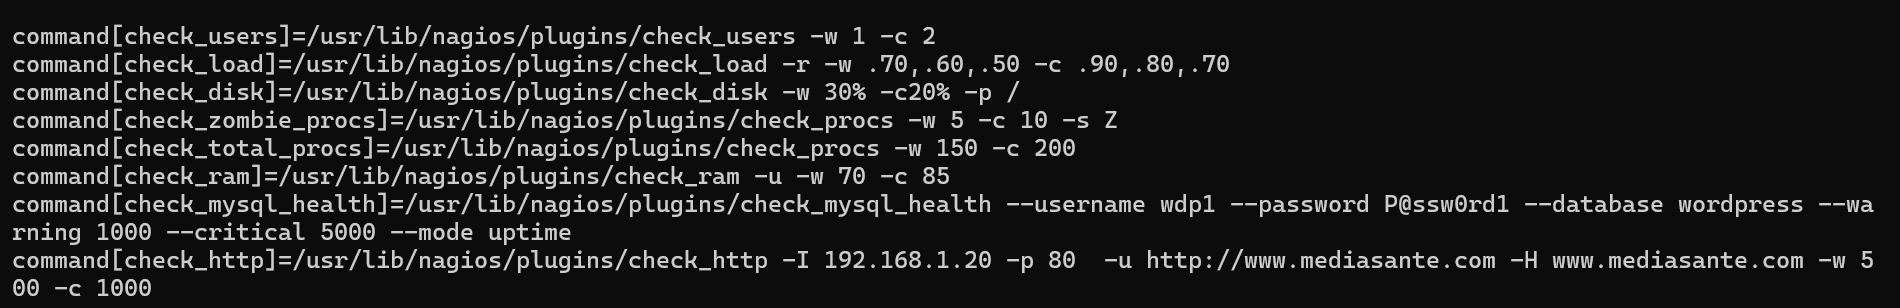 command[check_users]=/usr/lib/nagios/plugins/check_users -w 1 -c 2
command[check_load]=/usr/lib/nagios/plugins/check_load -r -w .70,.60,.50 -c .90,.80,.70
command[check_disk]=/usr/lib/nagios/plugins/check_disk -w 30% -c20% -p /
command[check_zombie_procs]=/usr/lib/nagios/plugins/check_procs -w 5 -c 10 -s Z
command[check_total_procs]=/usr/lib/nagios/plugins/check_procs -w 150 -c 200
command[check_ram]=/usr/lib/nagios/plugins/check_ram -u -w 70 -c 85
command[check_mysql_health]=/usr/lib/nagios/plugins/check_mysql_health --username wdp1 --password P@ssw0rd1 --database wordpress --wa
rning 1000 --critical 5000 --mode uptime
command[check_http]=/usr/lib/nagios/plugins/check_http -I 192.168.1.20 -p 80  -u http://www.mediasante.com -H www.mediasante.com -w 5
00 -c 1000